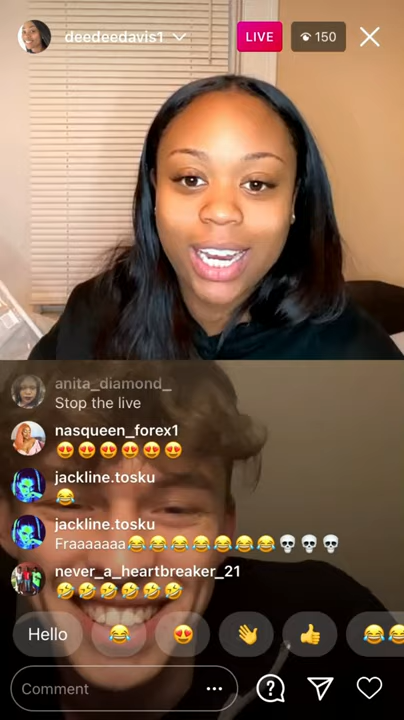 deedeedavis1
LIVE
150
anita_diamond_
Stop the live
nasqueen_forex1
😍😍😍😍😍😍
jackline.tosku
😂
jackline.tosku
Fraaaaaaa😂😂😂😂😂😂😂💀💀💀
never_a_heartbreaker_21
🤣🤣🤣🤣🤣🤣
Hello 😂 😍 👋 👍 😂😂
Comment